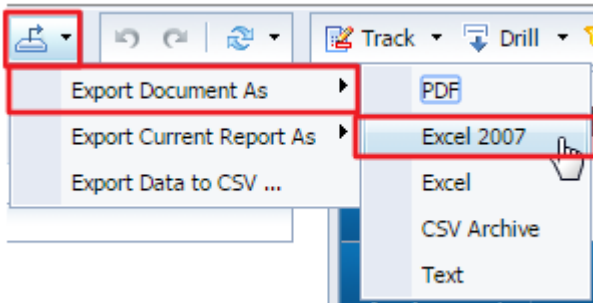 Track Drill
Export Document As
PDF
Export Current Report As
Excel 2007
Export Data to CSV ...
Excel
CSV Archive
Text